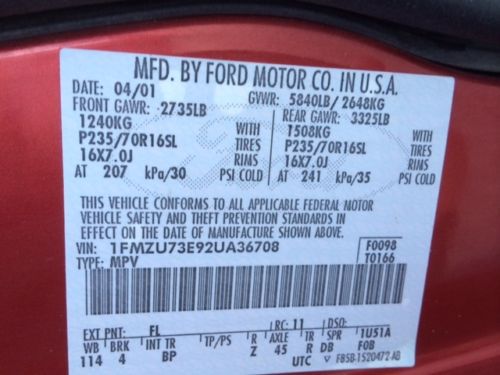 MFD. BY FORD MOTOR CO. IN U.S.A.
DATE: 04/01 GVWR: 5840LB/ 2648KG
FRONT GAWR: 2735LB REAR GAWR: 3325LB
1240KG WITH 1508KG WITH
P235/70R16SL TIRES P235/70R16SL TIRES
16X7.0J RIMS 16X7.0J RIMS
AT 207 kPa/30 PSI COLD AT 241 kPa/35 PSI COLD
THIS VEHICLE CONFORMS TO ALL APPLICABLE FEDERAL MOTOR
VEHICLE SAFETY AND THEFT PREVENTION STANDARDS IN
EFFECT ON THE DATE OF MANUFACTURE SHOWN ABOVE.
VIN: 1FMZU73E92UA36708 F0098
TYPE: MPV T0166
EXT PNT: FL RC: 11 DSO:
WB BRK INT TR TP/PS R AXLE TR SPR 1U51A
114 4 BP Z 45 R DB F0B
UTC F85B-1520472-AB